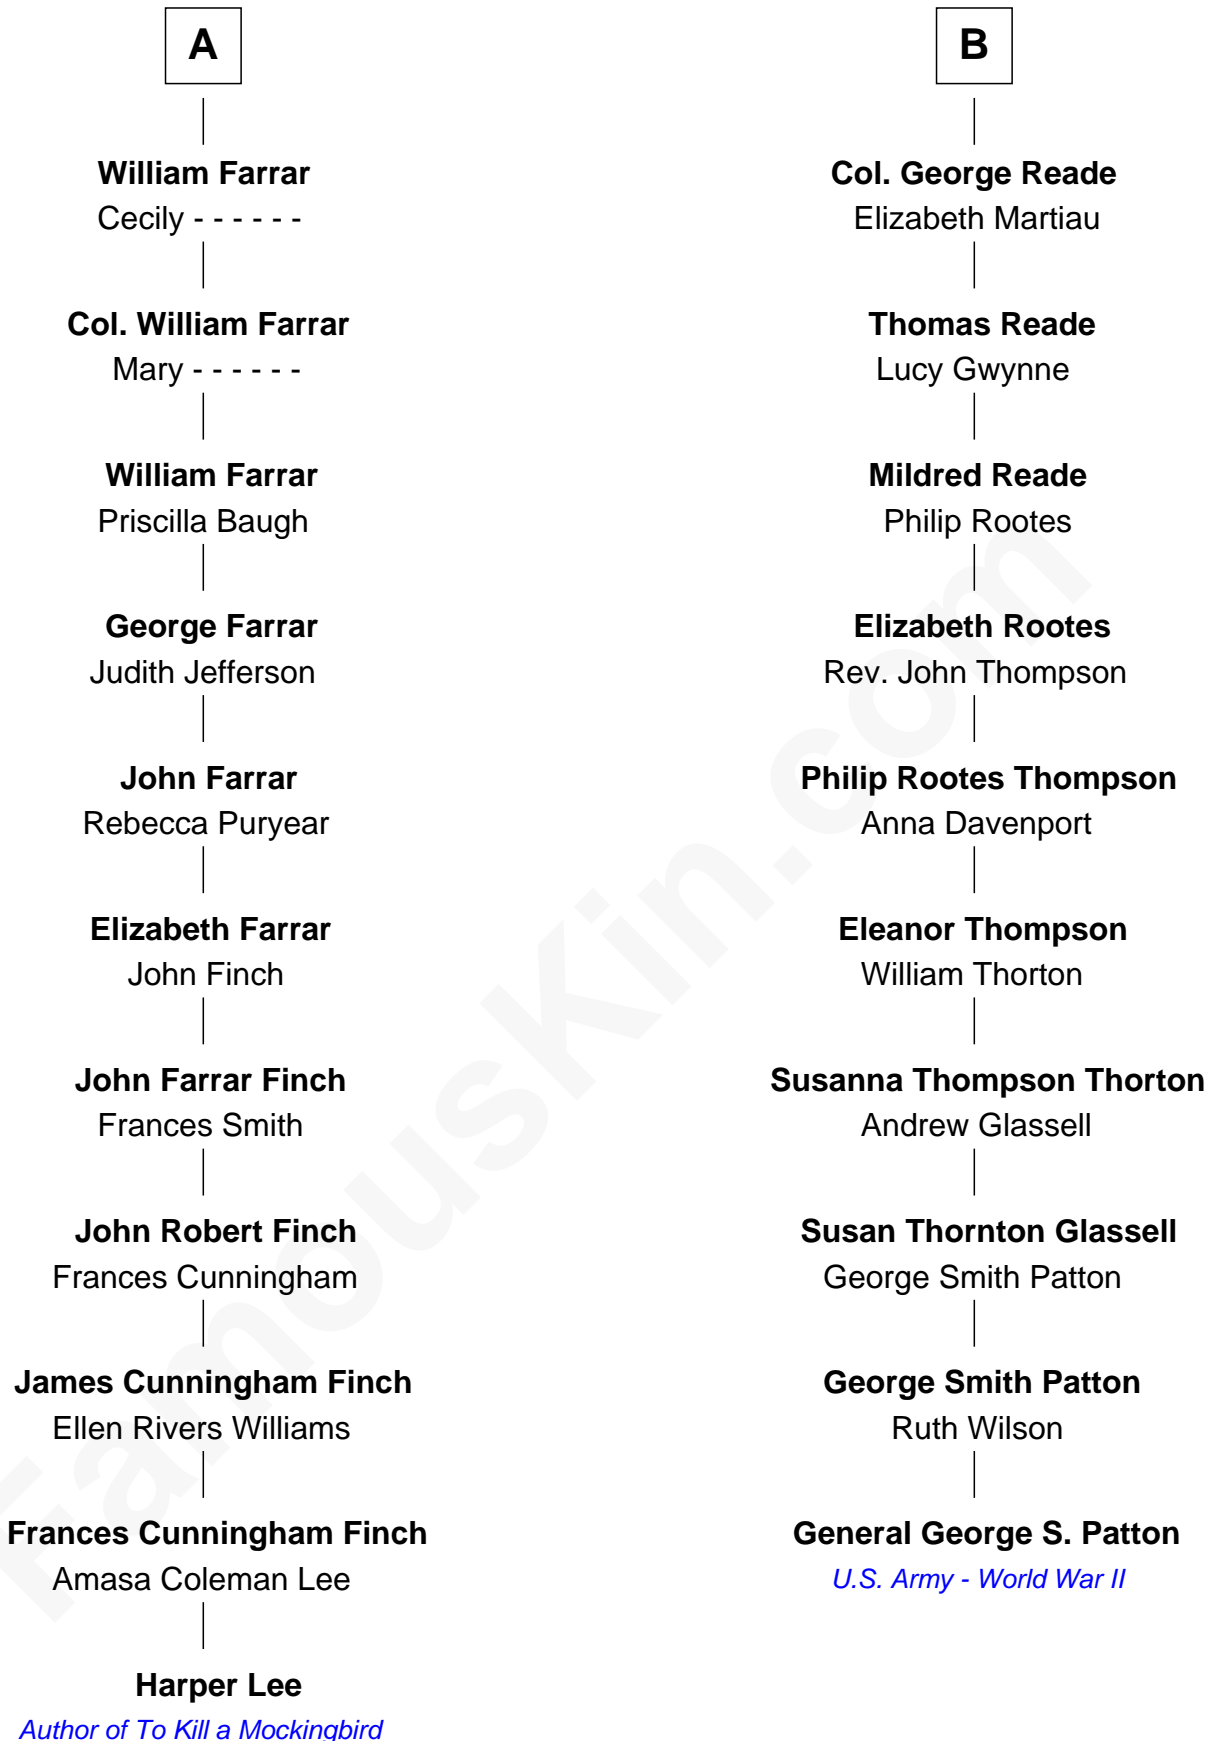 A
William Farrar
Cecily - - - - - -
Col. William Farrar
Mary - - - - - -
William Farrar
Priscilla Baugh
George Farrar
Judith Jefferson
John Farrar
Rebecca Puryear
Elizabeth Farrar
John Finch
John Farrar Finch
Frances Smith
John Robert Finch
Frances Cunningham
James Cunningham Finch
Ellen Rivers Williams
Frances Cunningham Finch
Amasa Coleman Lee
Harper Lee
Author of To Kill a Mockingbird
B
Col. George Reade
Elizabeth Martiau
Thomas Reade
Lucy Gwynne
Mildred Reade
Philip Rootes
Elizabeth Rootes
Rev. John Thompson
Philip Rootes Thompson
Anna Davenport
Eleanor Thompson
William Thorton
Susanna Thompson Thorton
Andrew Glassell
Susan Thornton Glassell
George Smith Patton
George Smith Patton
Ruth Wilson
General George S. Patton
U.S. Army - World War II
FamousKin.com